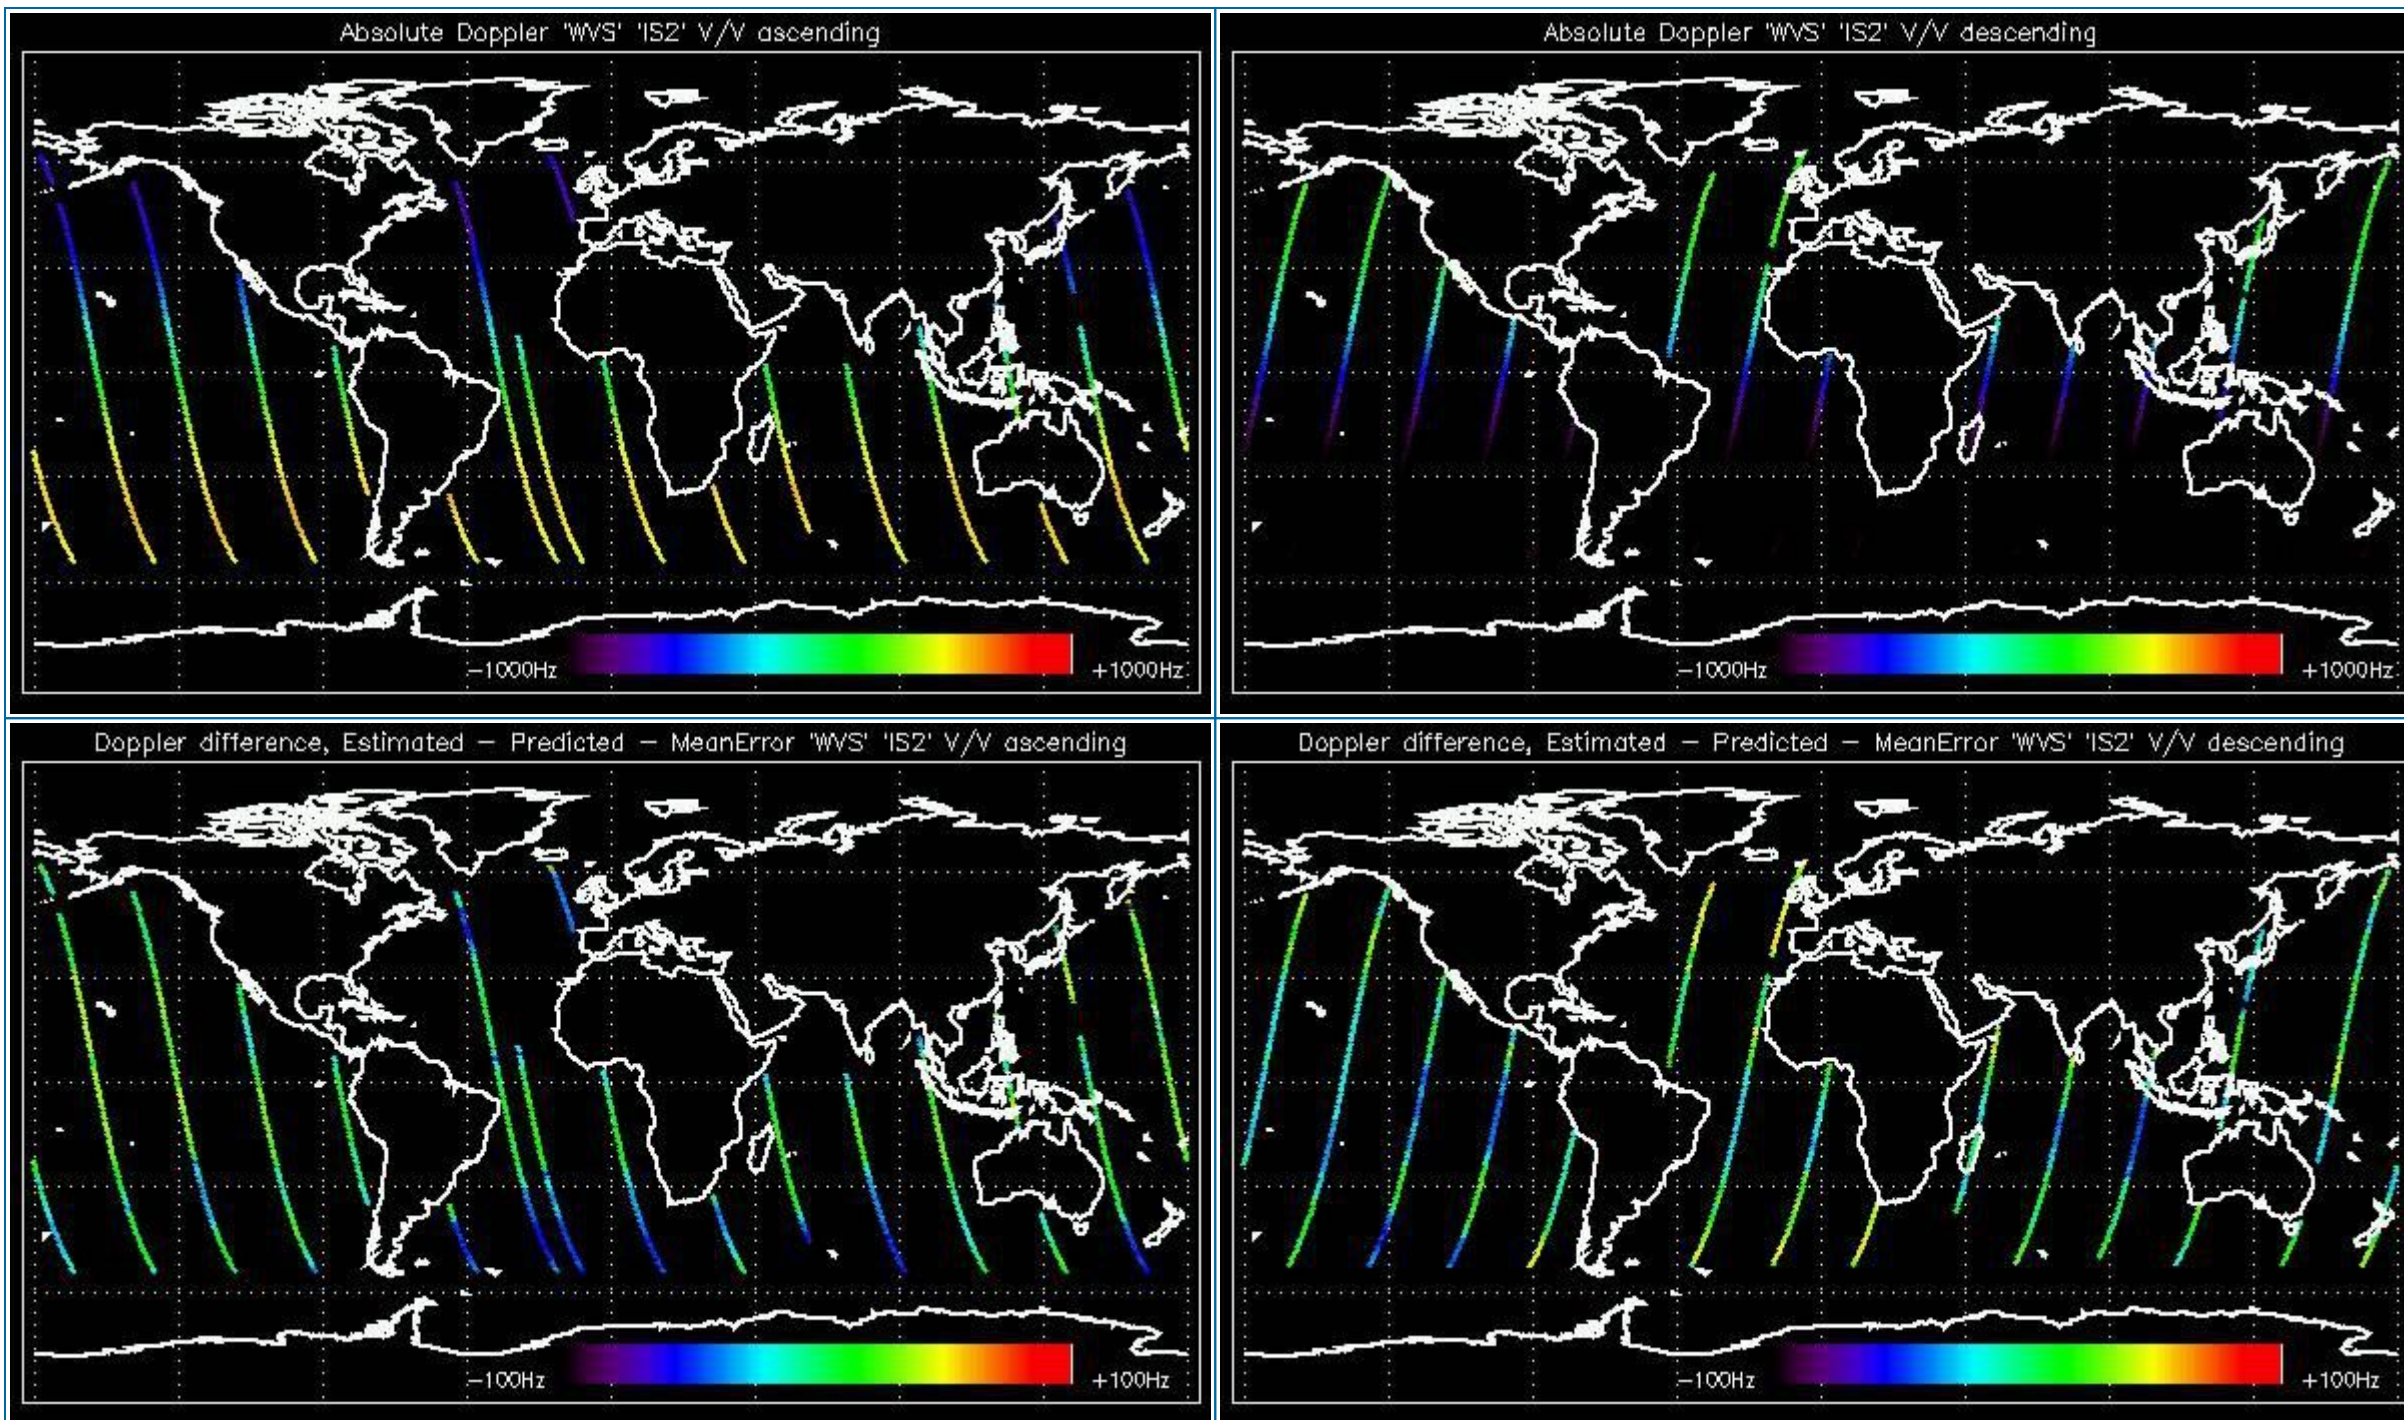 Absolute Doppler 'WVS' 'IS2' V/V ascending
-1000Hz
+1000Hz
Absolute Doppler 'WVS' 'IS2' V/V descending
-1000Hz
+1000Hz
Doppler difference, Estimated - Predicted - MeanError 'WVS' 'IS2' V/V ascending
-100Hz
+100Hz
Doppler difference, Estimated - Predicted - MeanError 'WVS' 'IS2' V/V descending
-100Hz
+100Hz